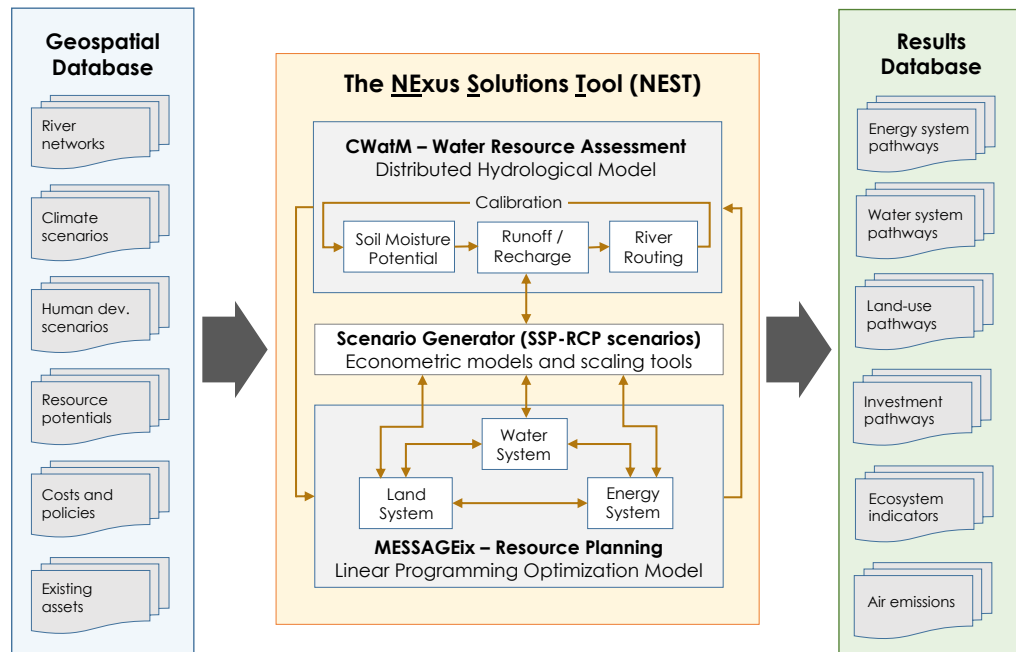 Geospatial
Database
River
networks
Climate
scenarios
Human dev.
scenarios
Resource
potentials
Costs and
policies
Existing
assets
The NExus Solutions Tool (NEST)
CWatM – Water Resource Assessment
Distributed Hydrological Model
Calibration
Soil Moisture
Potential
Runoff /
Recharge
River
Routing
Scenario Generator (SSP-RCP scenarios)
Econometric models and scaling tools
Water
System
Land
System
Energy
System
MESSAGEix – Resource Planning
Linear Programming Optimization Model
Results
Database
Energy system
pathways
Water system
pathways
Land-use
pathways
Investment
pathways
Ecosystem
indicators
Air emissions